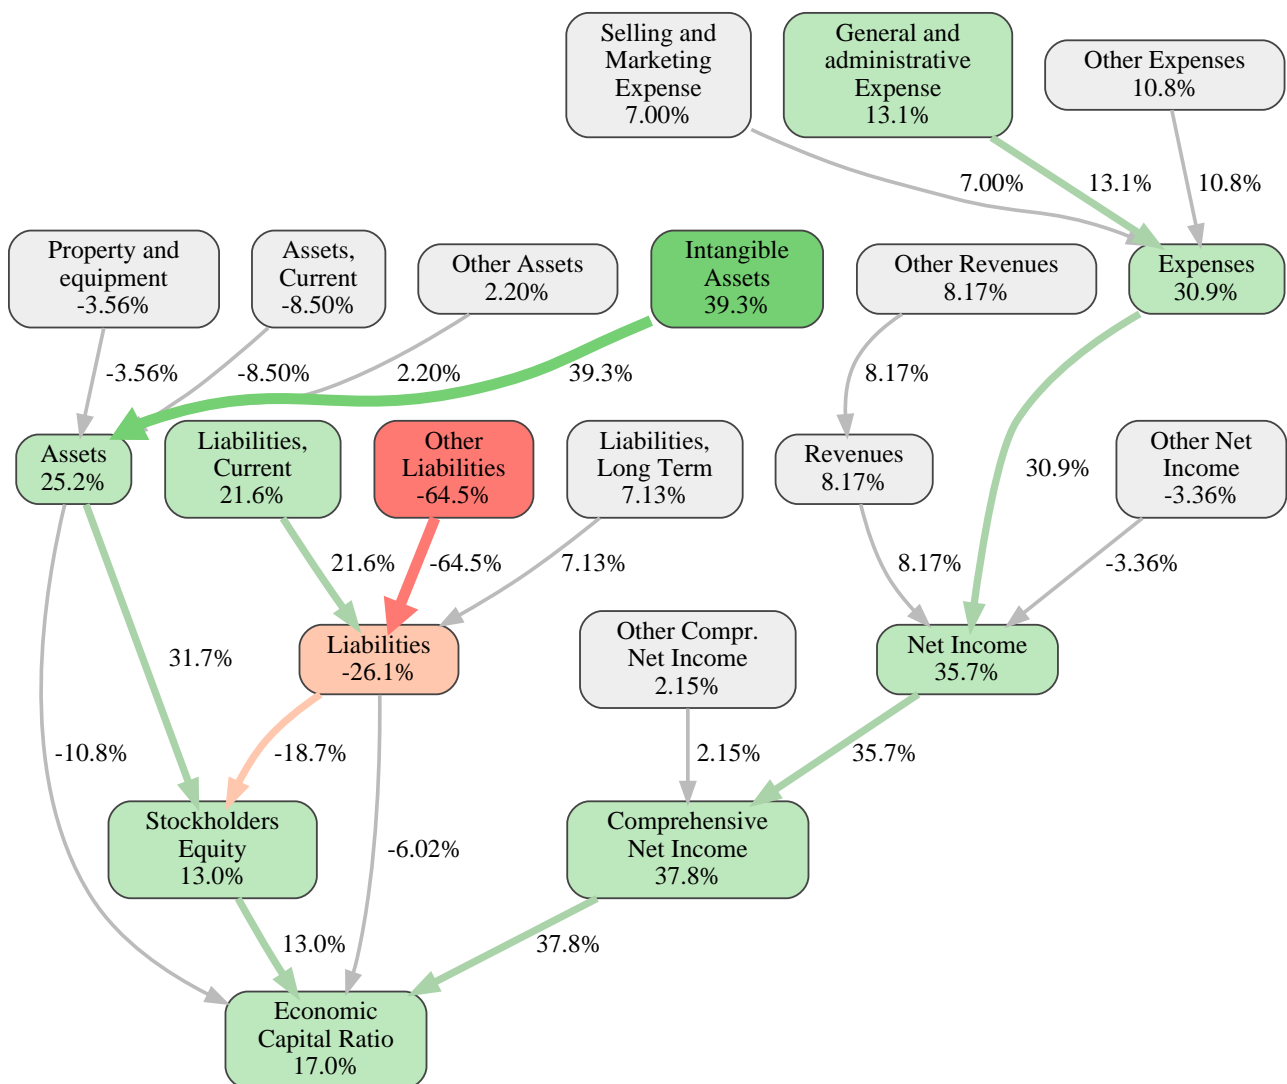 Selling and
Marketing
Expense
7.00%
General and
administrative
Expense
13.1%
Other Expenses
10.8%
7.00%
13.1%
10.8%
Property and
equipment
-3.56%
Assets,
Current
-8.50%
Other Assets
2.20%
Intangible
Assets
39.3%
Other Revenues
8.17%
Expenses
30.9%
-3.56%
-8.50%
2.20%
39.3%
8.17%
Assets
25.2%
Liabilities,
Current
21.6%
Other
Liabilities
-64.5%
Liabilities,
Long Term
7.13%
Revenues
8.17%
30.9%
Other Net
Income
-3.36%
21.6%
-64.5%
7.13%
8.17%
-3.36%
31.7%
Liabilities
-26.1%
Other Compr.
Net Income
2.15%
Net Income
35.7%
-10.8%
-18.7%
2.15%
35.7%
Stockholders
Equity
13.0%
-6.02%
Comprehensive
Net Income
37.8%
13.0%
37.8%
Economic
Capital Ratio
17.0%